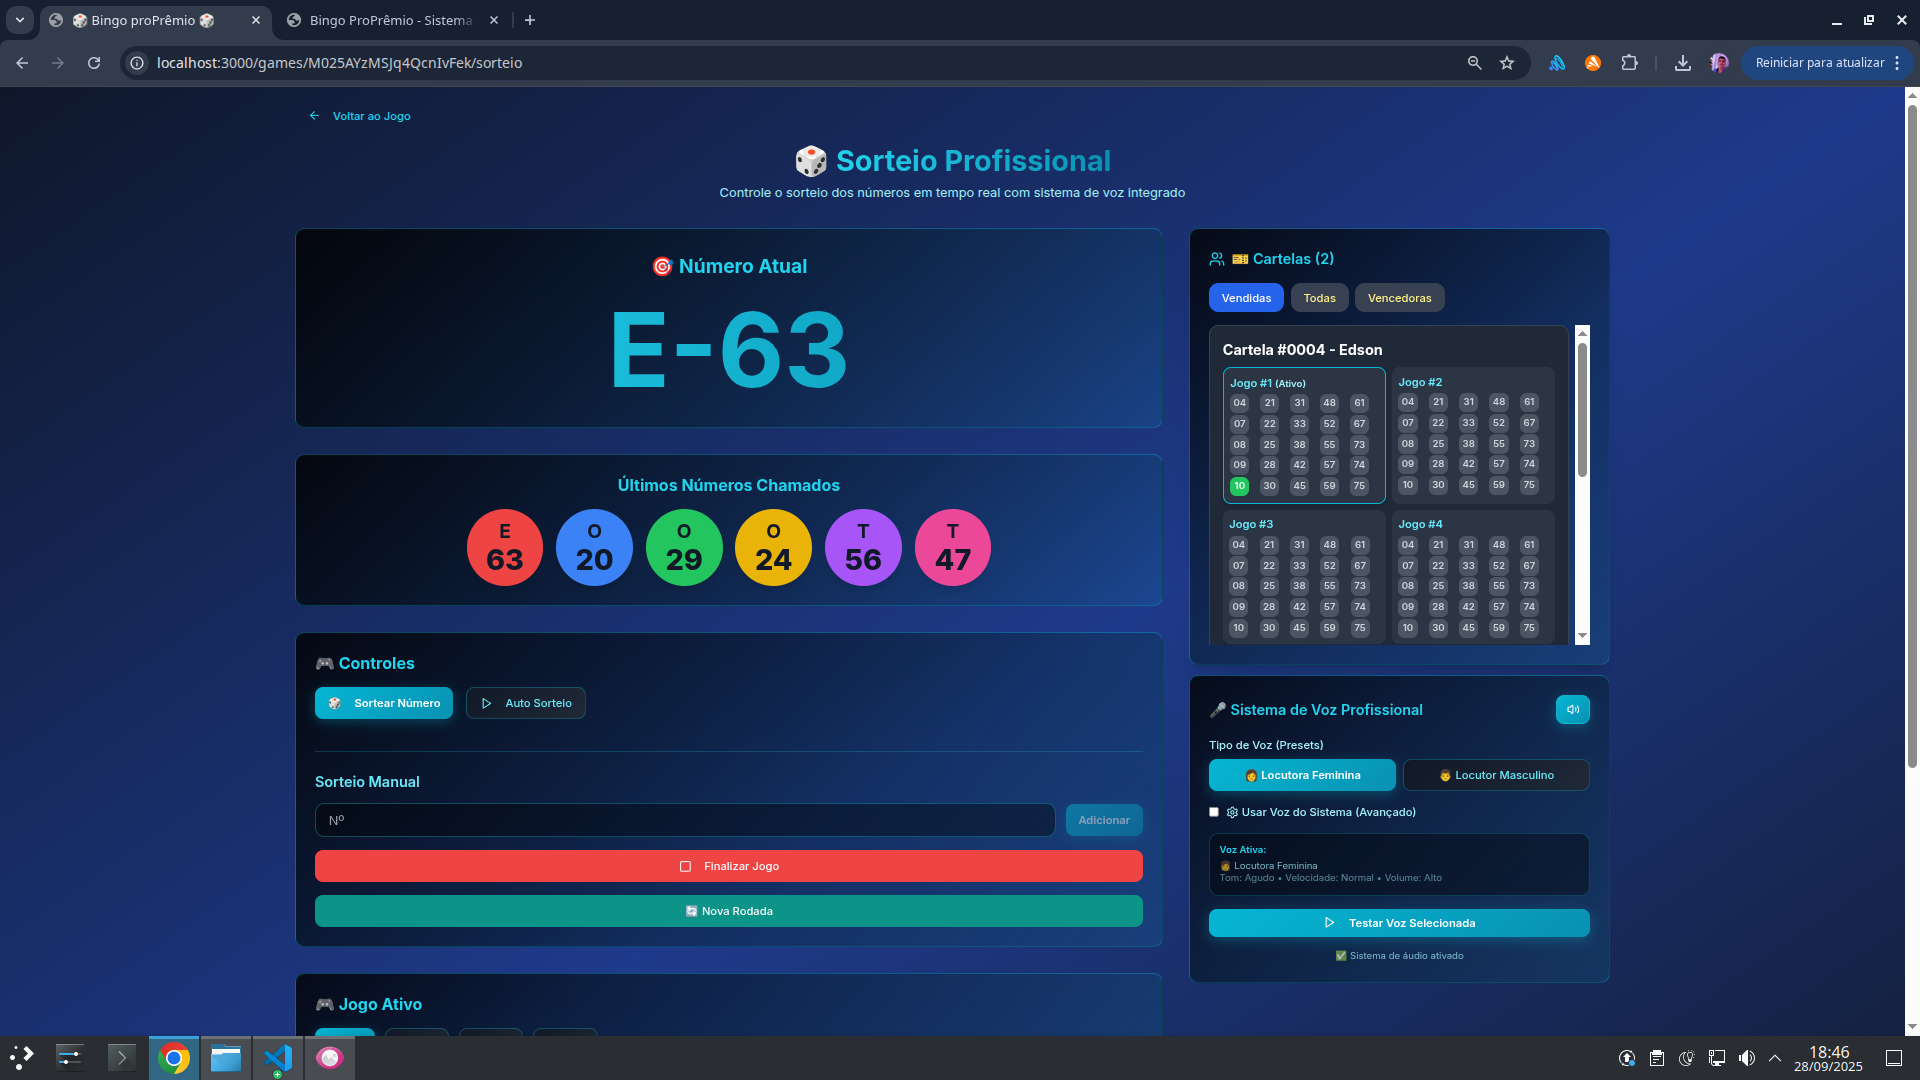 Bingo proPrêmio
Bingo ProPrêmio - Sistema
localhost:3000/games/M025AYzMSJq4QcnIvFek/sorteio
Reiniciar para atualizar
Voltar ao Jogo
Sorteio Profissional
Controle o sorteio dos números em tempo real com sistema de voz integrado
Número Atual
E-63
Últimos Números Chamados
E O O O T T
63 20 29 24 56 47
Controles
Sortear Número
Auto Sorteio
Sorteio Manual
Nº
Adicionar
Finalizar Jogo
Nova Rodada
Jogo Ativo
Cartelas (2)
Vendidas
Todas
Vencedoras
Cartela #0004 - Edson
Jogo #1 (Ativo)
04 21 31 48 61
07 22 33 52 67
08 25 38 55 73
09 28 42 57 74
10 30 45 59 75
Jogo #2
04 21 31 48 61
07 22 33 52 67
08 25 38 55 73
09 28 42 57 74
10 30 45 59 75
Jogo #3
04 21 31 48 61
07 22 33 52 67
08 25 38 55 73
09 28 42 57 74
10 30 45 59 75
Jogo #4
04 21 31 48 61
07 22 33 52 67
08 25 38 55 73
09 28 42 57 74
10 30 45 59 75
Sistema de Voz Profissional
Tipo de Voz (Presets)
Locutora Feminina
Locutor Masculino
Usar Voz do Sistema (Avançado)
Voz Ativa:
Locutora Feminina
Tom: Agudo • Velocidade: Normal • Volume: Alto
Testar Voz Selecionada
Sistema de áudio ativado
18:46
28/09/2025